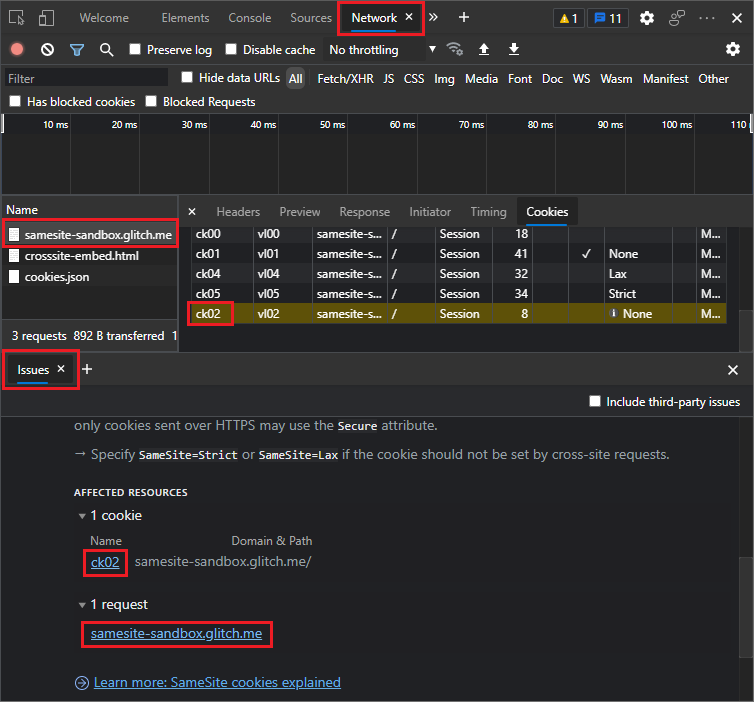 Welcome Elements Console Sources Network × » + 1 11 ···
Preserve log Disable cache No throttling
Filter Hide data URLs All Fetch/XHR JS CSS Img Media Font Doc WS Wasm Manifest Other
Has blocked cookies Blocked Requests
10 ms 20 ms 30 ms 40 ms 50 ms 60 ms 70 ms 80 ms 90 ms 100 ms 110
Name
samesite-sandbox.glitch.me
crosssite-embed.html
cookies.json
3 requests 892 B transferred 1
× Headers Preview Response Initiator Timing Cookies
ck00 vl00 samesite-s... / Session 18 M...
ck01 vl01 samesite-s... / Session 41 ✓ None M...
ck04 vl04 samesite-s... / Session 32 Lax M...
ck05 vl05 samesite-s... / Session 34 Strict M...
ck02 vl02 samesite-s... / Session 8 None M...
Issues × +
Include third-party issues
only cookies sent over HTTPS may use the Secure attribute.
→ Specify SameSite=Strict or SameSite=Lax if the cookie should not be set by cross-site requests.
AFFECTED RESOURCES
1 cookie
Name Domain & Path
ck02 samesite-sandbox.glitch.me/
1 request
samesite-sandbox.glitch.me
Learn more: SameSite cookies explained